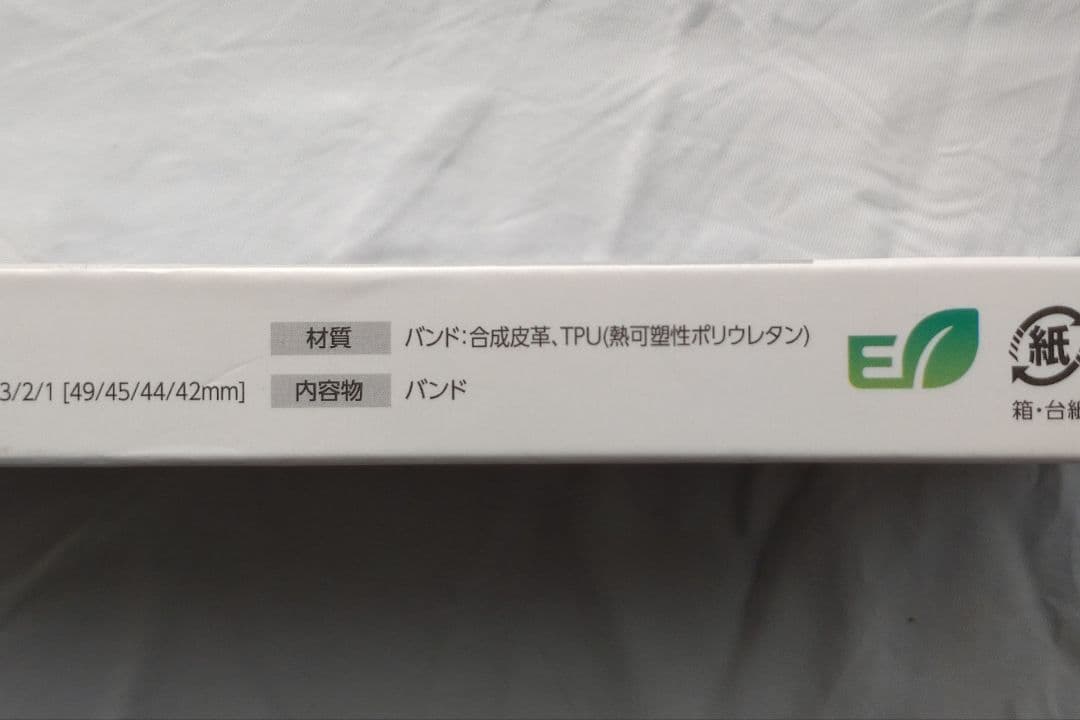 材質 バンド:合成皮革、TPU(熱可塑性ポリウレタン)
3/2/1 [49/45/44/42mm] 内容物 バンド
E
紙
箱・台紙